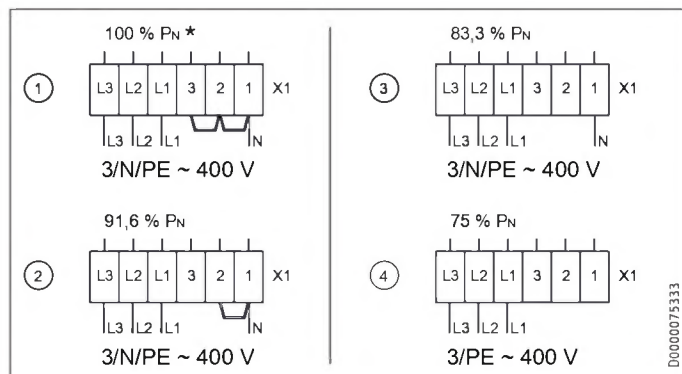 100 % PN *
1
L3 L2 L1 3 2 1 X1
L3 L2 L1 N
3/N/PE ~ 400 V
91,6 % PN
2
L3 L2 L1 3 2 1 X1
L3 L2 L1 N
3/N/PE ~ 400 V
83,3 % PN
3
L3 L2 L1 3 2 1 X1
L3 L2 L1 N
3/N/PE ~ 400 V
75 % PN
4
L3 L2 L1 3 2 1 X1
L3 L2 L1
3/PE ~ 400 V
D0000075333